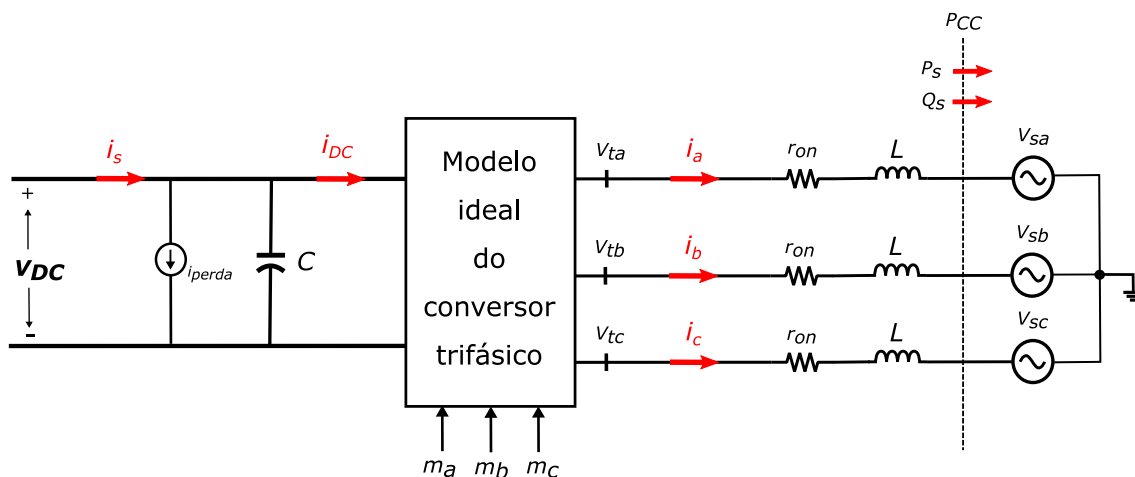 PCC
Ps
Qs
is
iDC
Modelo
ideal
do
conversor
trifásico
Vta
ia
ron
L
Vsa
+
VDC
-
iperda
C
Vtb
ib
ron
L
Vsb
Vtc
ic
ron
L
Vsc
ma
mb
mc